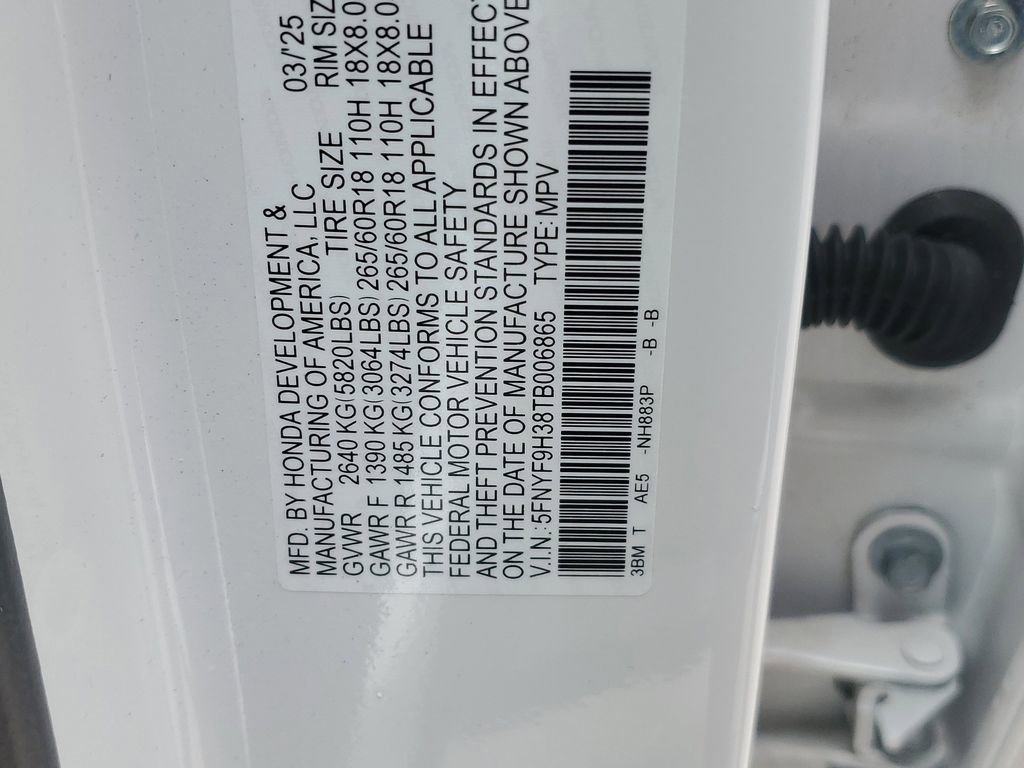 MFD. BY HONDA DEVELOPMENT & 03/'25
MANUFACTURING OF AMERICA, LLC
TIRE SIZE RIM SIZ
GVWR 2640 KG(5820LBS)
GAWR F 1390 KG(3064LBS) 265/60R18 110H 18X8.0
GAWR R 1485 KG(3274LBS) 265/60R18 110H 18X8.0
THIS VEHICLE CONFORMS TO ALL APPLICABLE
FEDERAL MOTOR VEHICLE SAFETY
AND THEFT PREVENTION STANDARDS IN EFFECT
ON THE DATE OF MANUFACTURE SHOWN ABOVE
V.I.N.: 5FNYF9H38TB006865 TYPE: MPV
3BM T AE5 -NH883P -B -B